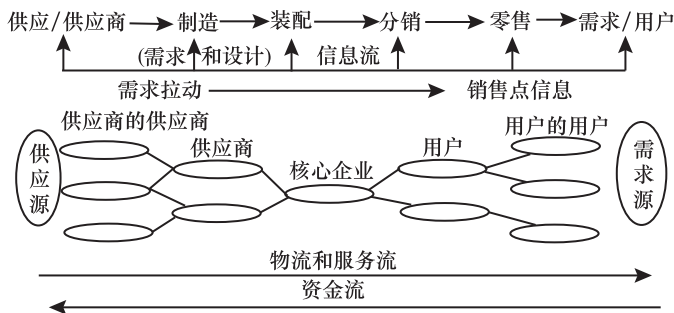 供应/供应商 制造 装配 分销 零售 需求/用户
(需求和设计) 信息流
需求拉动 销售点信息
供应商的供应商 用户的用户
供应源 供应商 核心企业 用户 需求源
物流和服务流
资金流